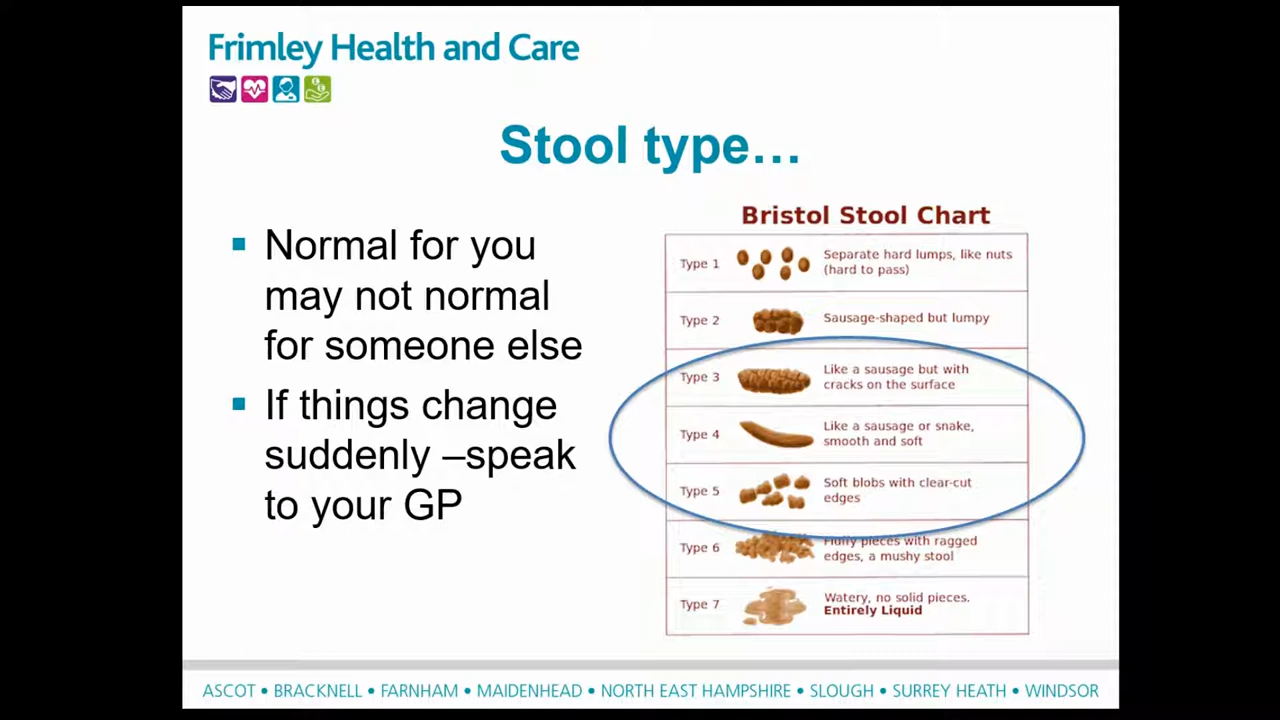 Frimley Health and Care
Stool type…
▪ Normal for you
may not normal
for someone else
▪ If things change
suddenly –speak
to your GP
Bristol Stool Chart
Type 1
Separate hard lumps, like nuts
(hard to pass)
Type 2
Sausage-shaped but lumpy
Type 3
Like a sausage but with
cracks on the surface
Type 4
Like a sausage or snake,
smooth and soft
Type 5
Soft blobs with clear-cut
edges
Type 6
Fluffy pieces with ragged
edges, a mushy stool
Type 7
Watery, no solid pieces.
Entirely Liquid
ASCOT • BRACKNELL • FARNHAM • MAIDENHEAD • NORTH EAST HAMPSHIRE • SLOUGH • SURREY HEATH • WINDSOR